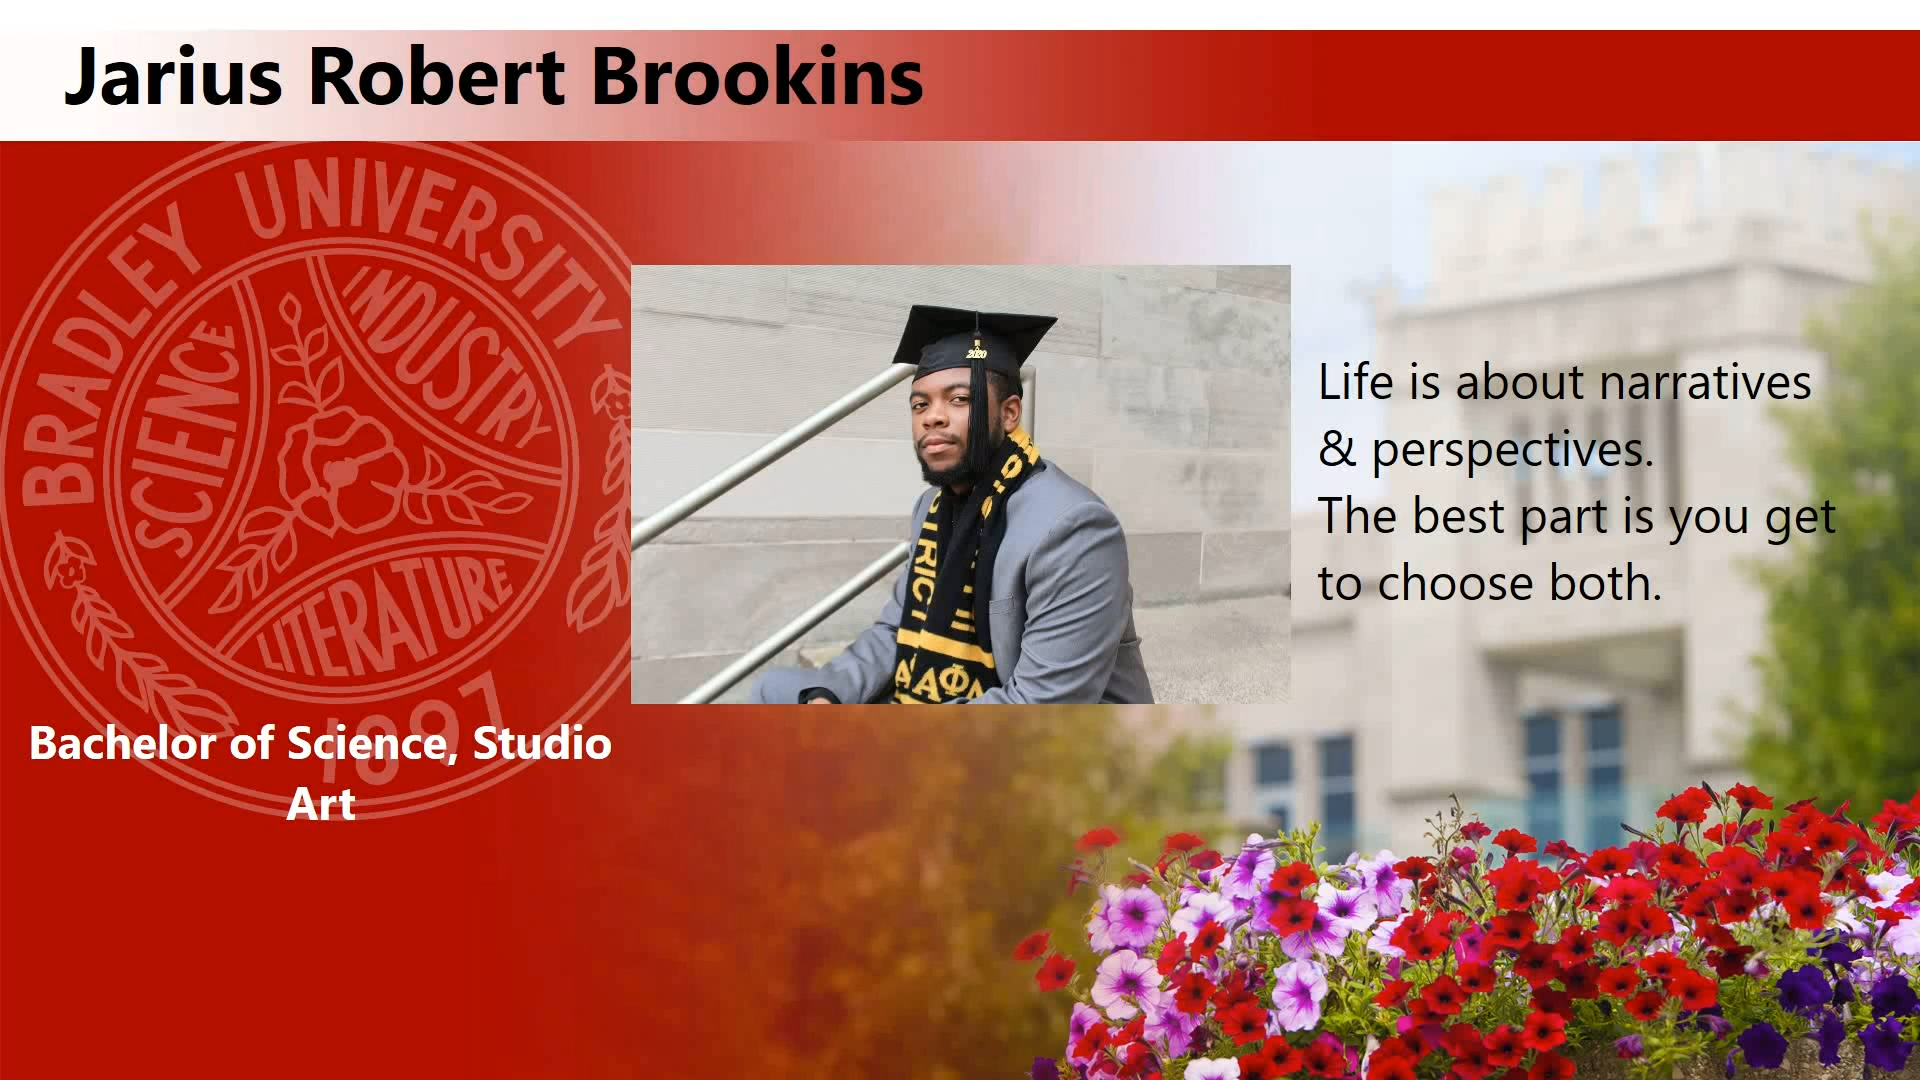 Jarius Robert Brookins
BRADLEY UNIVERSITY
SCIENCE
INDUSTRY
LITERATURE
1897
2020
ΑΦΑ
Life is about narratives
& perspectives.
The best part is you get
to choose both.
Bachelor of Science, Studio
Art